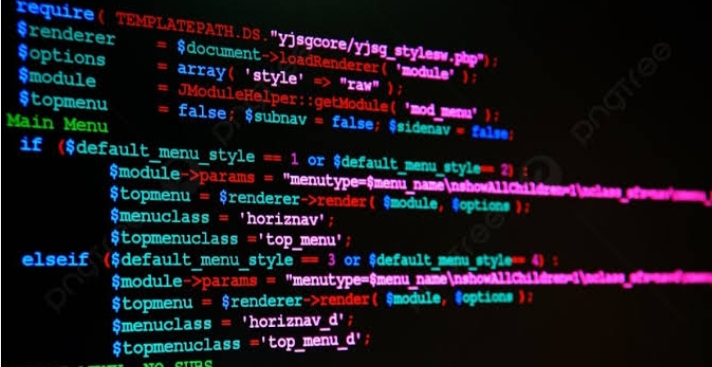 require( TEMPLATEPATH.DS."yjsgcore/yjsg_stylesw.php");
$renderer = $document->loadRenderer( 'module' );
$options = array( 'style' => "raw" );
$module = JModuleHelper::getModule( 'mod_menu' );
$topmenu = false; $subnav = false; $sidenav = false;
Main Menu
if ($default_menu_style == 1 or $default_menu_style== 2) :
$module->params = "menutype=$menu_name\nshowAllChildren=1\nclass_sfx=nav\n
$topmenu = $renderer->render( $module, $options );
$menuclass = 'horiznav';
$topmenuclass ='top_menu';
elseif ($default_menu_style == 3 or $default_menu_style== 4) :
$module->params = "menutype=$menu_name\nshowAllChildren=1\nclass_sfx=
$topmenu = $renderer->render( $module, $options );
$menuclass = 'horiznav_d';
$topmenuclass ='top_menu_d';
NO SUBS
pngtree